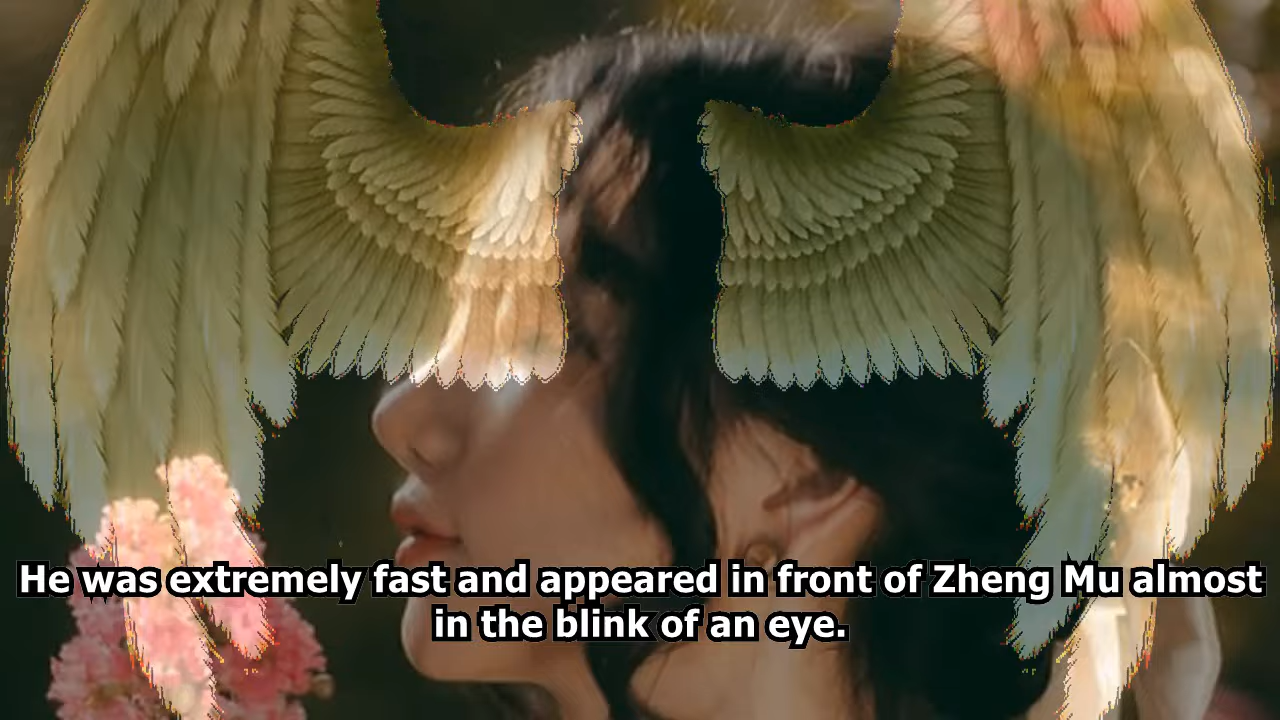 He was extremely fast and appeared in front of Zheng Mu almost
in the blink of an eye.